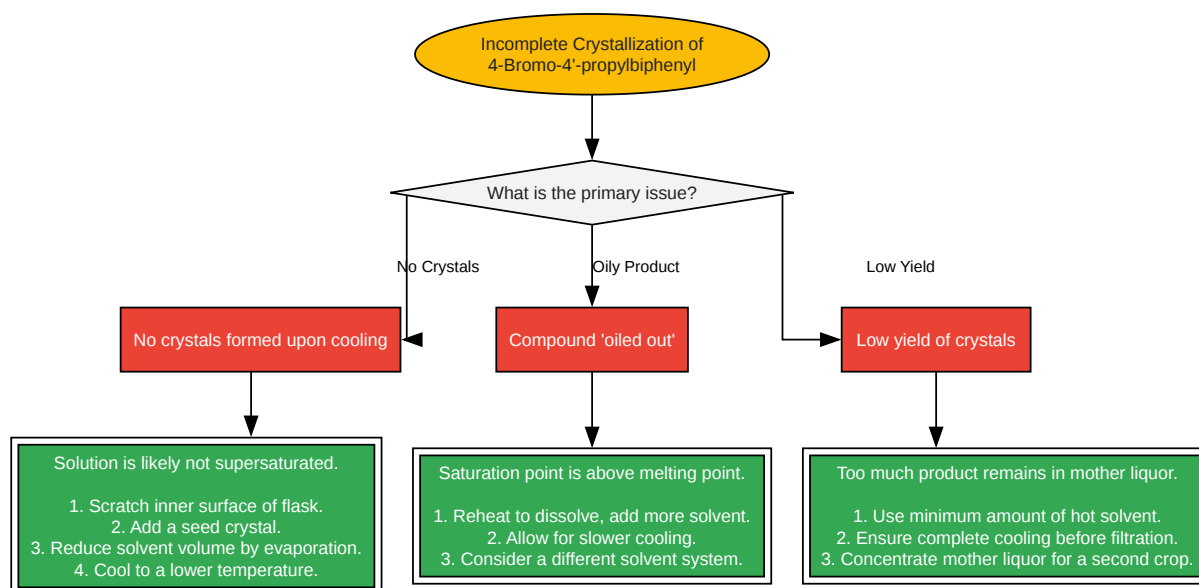 Incomplete Crystallization of
4-Bromo-4'-propylbiphenyl
What is the primary issue?
No Crystals
Oily Product
Low Yield
No crystals formed upon cooling
Compound 'oiled out'
Low yield of crystals
Solution is likely not supersaturated.
1. Scratch inner surface of flask.
2. Add a seed crystal.
3. Reduce solvent volume by evaporation.
4. Cool to a lower temperature.
Saturation point is above melting point.
1. Reheat to dissolve, add more solvent.
2. Allow for slower cooling.
3. Consider a different solvent system.
Too much product remains in mother liquor.
1. Use minimum amount of hot solvent.
2. Ensure complete cooling before filtration.
3. Concentrate mother liquor for a second crop.